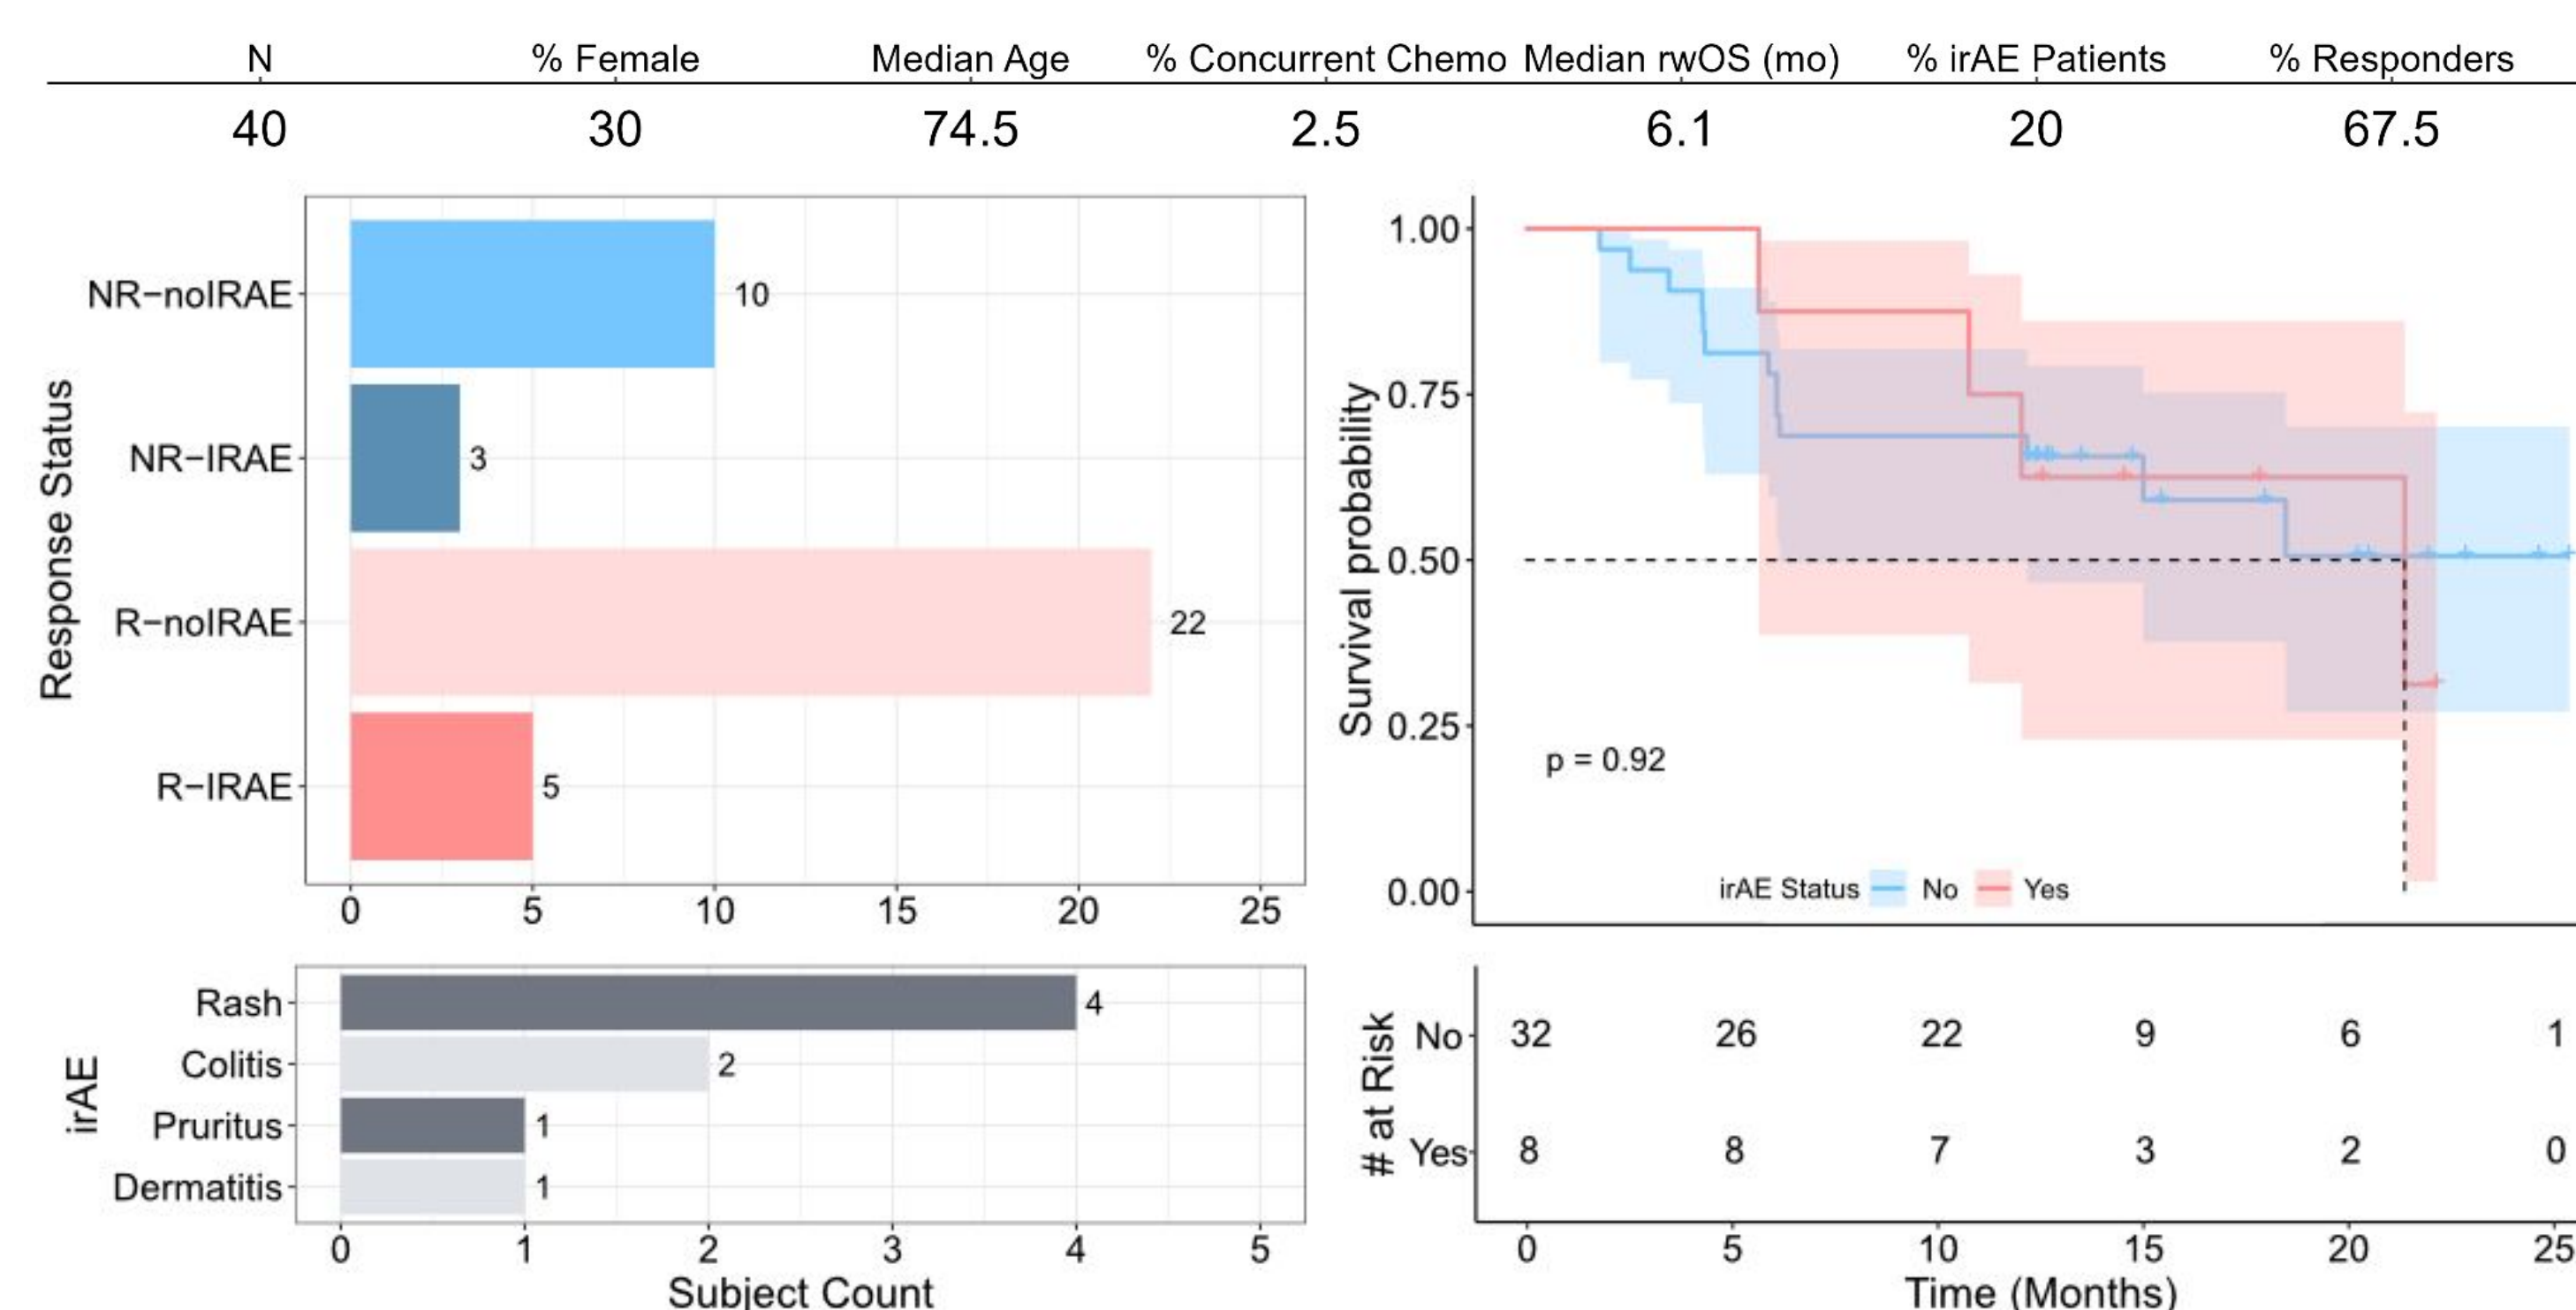 N % Female Median Age % Concurrent Chemo Median rwOS (mo) % irAE Patients % Responders
40 30 74.5 2.5 6.1 20 67.5
Response Status
NR−noIRAE 10
NR−IRAE 3
R−noIRAE 22
R−IRAE 5
0 5 10 15 20 25
irAE
Rash 4
Colitis 2
Pruritus 1
Dermatitis 1
0 1 2 3 4 5
Subject Count
Survival probability
1.00
0.75
0.50
0.25
0.00
p = 0.92
irAE Status No Yes
# at Risk
No 32 26 22 9 6 1
Yes 8 8 7 3 2 0
0 5 10 15 20 25
Time (Months)